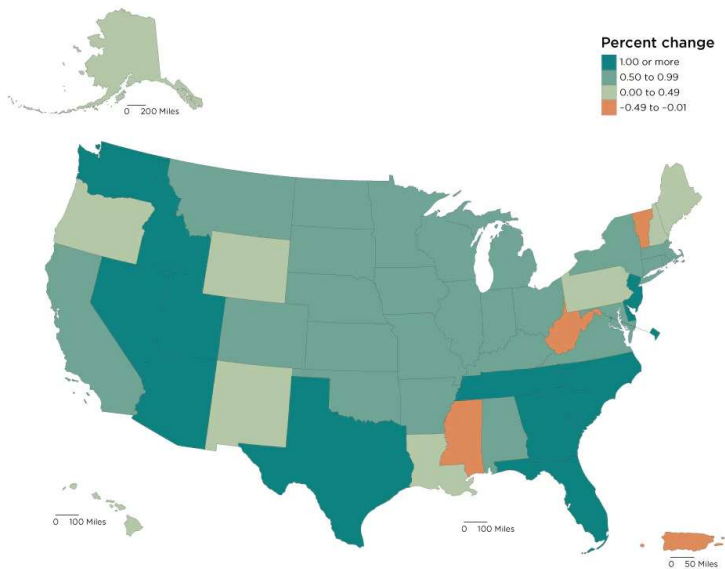 Percent change
1.00 or more
0.50 to 0.99
0.00 to 0.49
−0.49 to −0.01
0 200 Miles
0 100 Miles
0 100 Miles
0 50 Miles